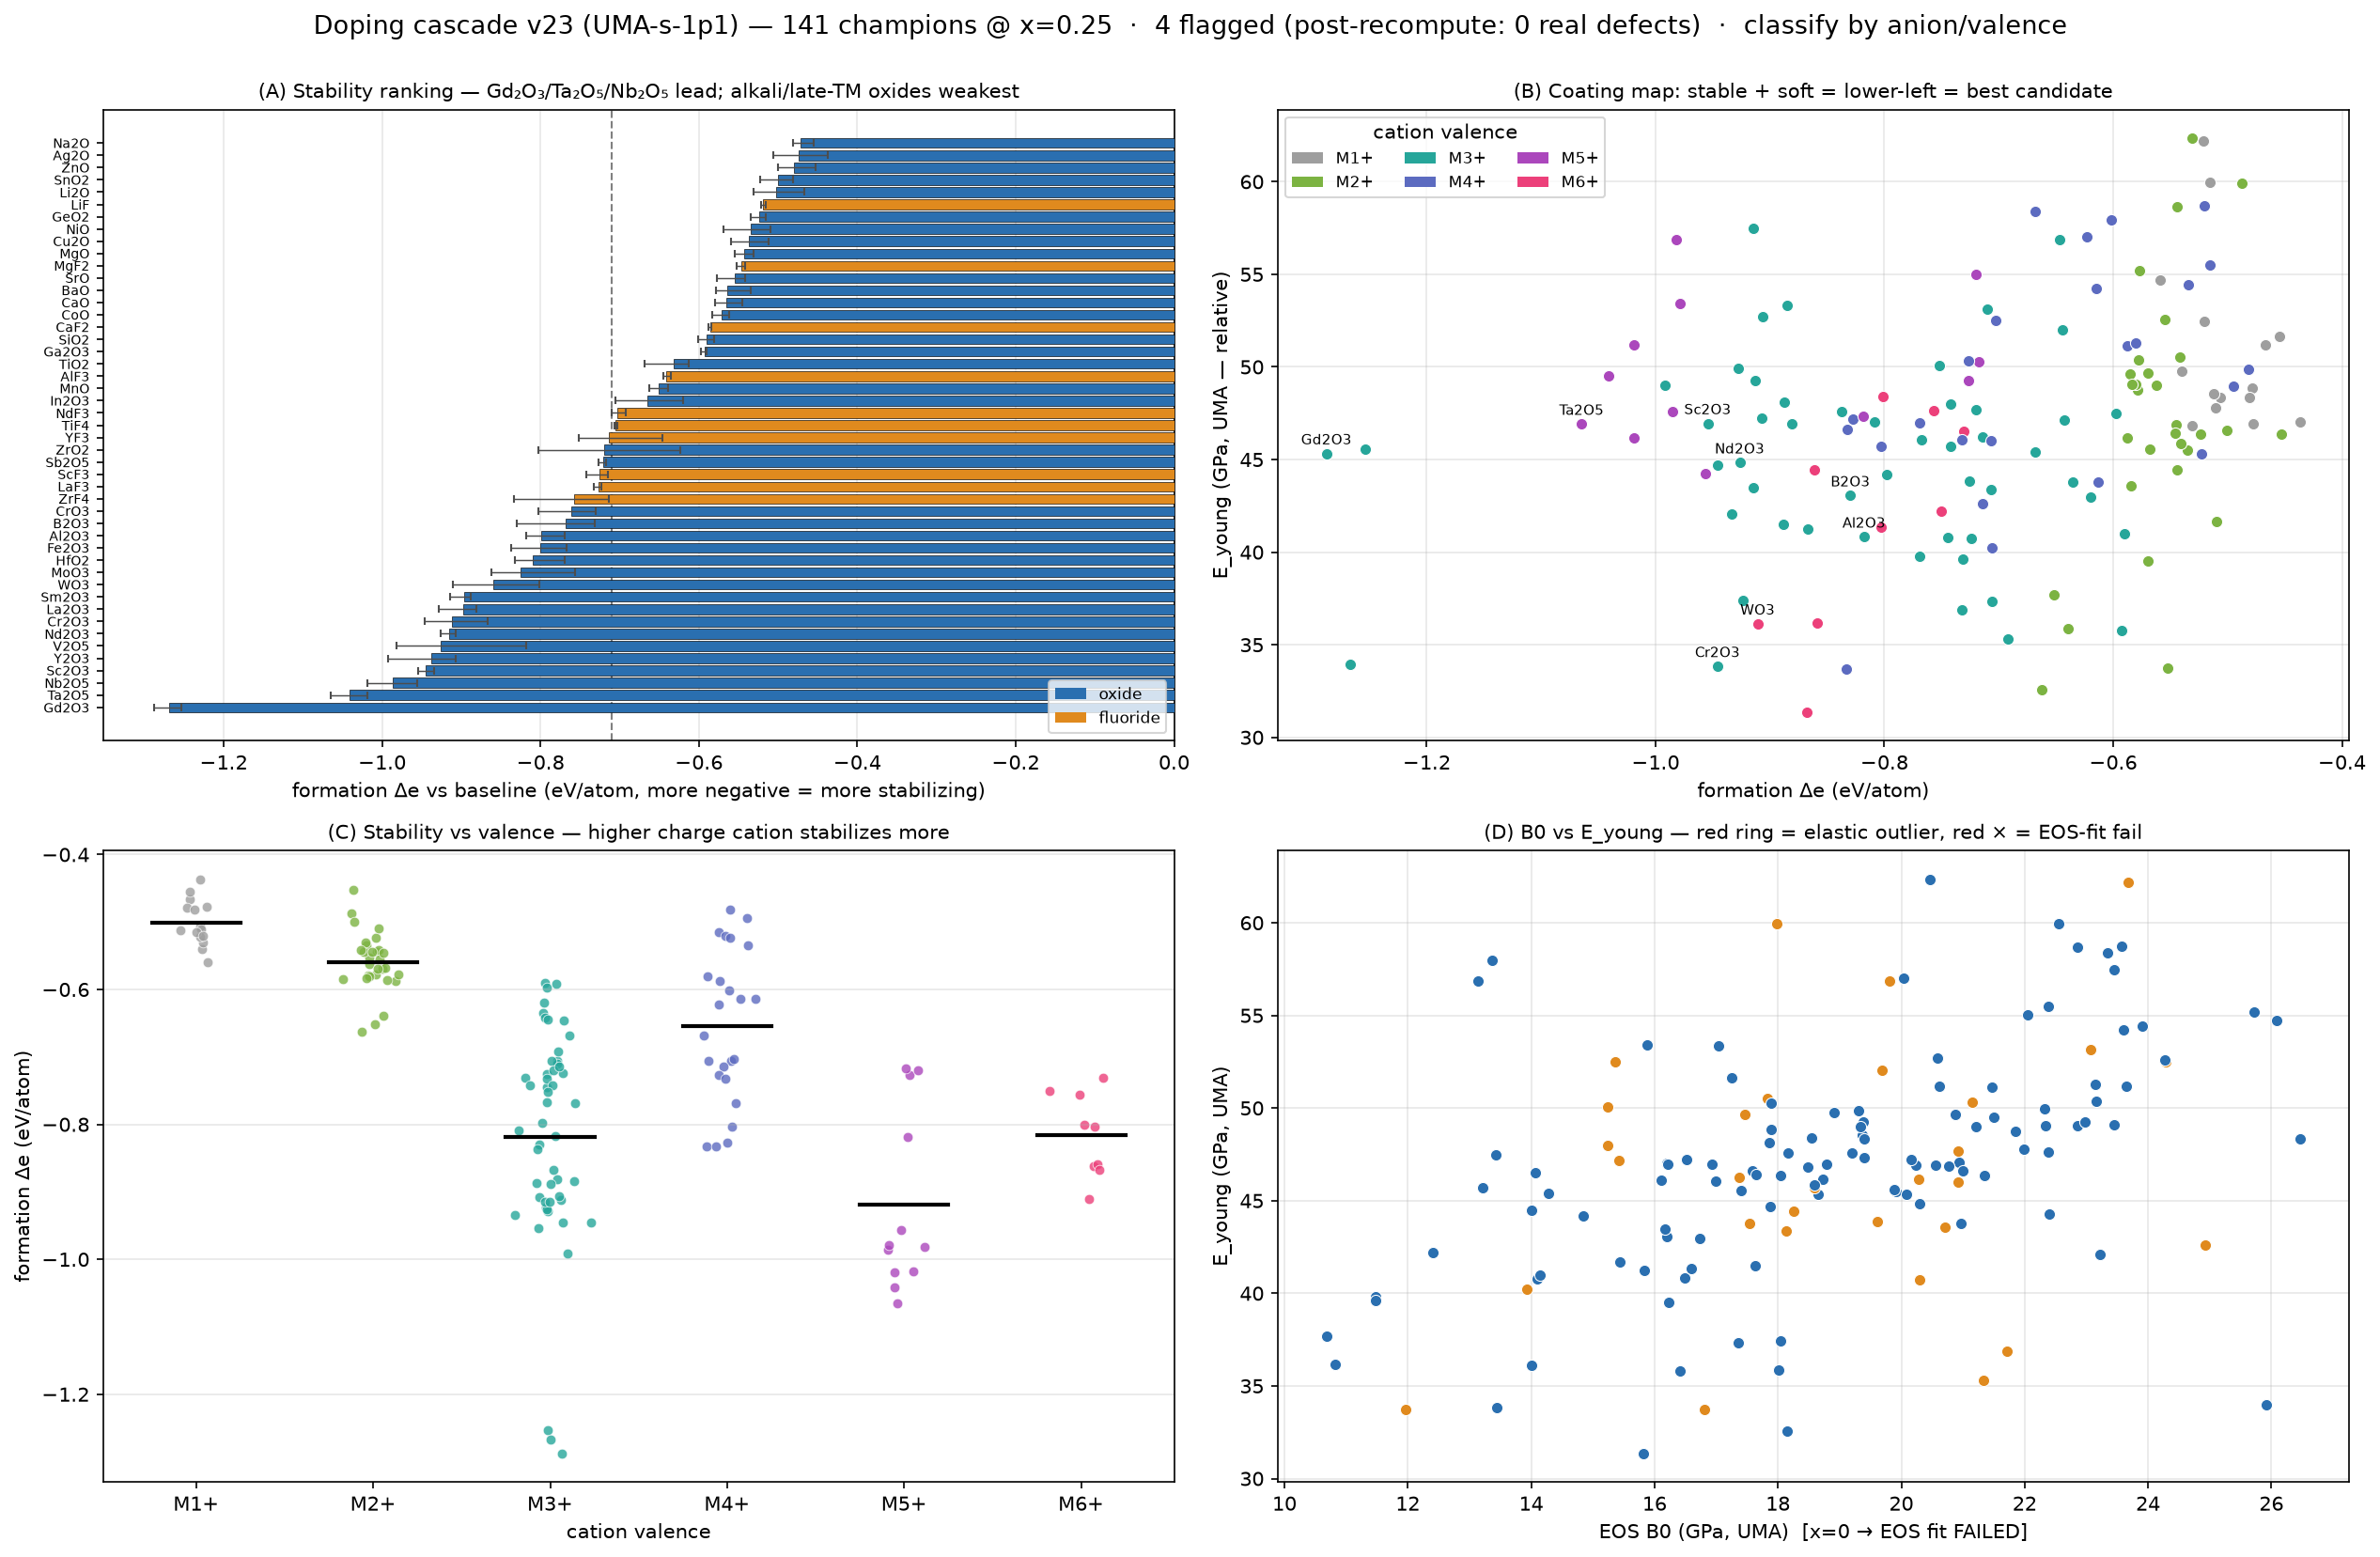 Doping cascade v23 (UMA-s-1p1) — 141 champions @ x=0.25 · 4 flagged (post-recompute: 0 real defects) · classify by anion/valence
(A) Stability ranking — Gd₂O₃/Ta₂O₅/Nb₂O₅ lead; alkali/late-TM oxides weakest
Na2O
Ag2O
ZnO
SnO2
Li2O
LiF
GeO2
NiO
Cu2O
MgO
MgF2
SrO
BaO
CaO
CoO
CaF2
SiO2
Ga2O3
TiO2
AlF3
MnO
In2O3
NdF3
TiF4
YF3
ZrO2
Sb2O5
ScF3
LaF3
ZrF4
CrO3
B2O3
Al2O3
Fe2O3
HfO2
MoO3
WO3
Sm2O3
La2O3
Cr2O3
Nd2O3
V2O5
Y2O3
Sc2O3
Nb2O5
Ta2O5
Gd2O3
oxide
fluoride
−1.2 −1.0 −0.8 −0.6 −0.4 −0.2 0.0
formation Δe vs baseline (eV/atom, more negative = more stabilizing)
(B) Coating map: stable + soft = lower-left = best candidate
cation valence
M1+ M3+ M5+
M2+ M4+ M6+
E_young (GPa, UMA — relative)
60
55
50
45
40
35
30
Ta2O5
Sc2O3
Gd2O3
Nd2O3
B2O3
Al2O3
WO3
Cr2O3
−1.2 −1.0 −0.8 −0.6 −0.4
formation Δe (eV/atom)
(C) Stability vs valence — higher charge cation stabilizes more
formation Δe (eV/atom)
−0.4
−0.6
−0.8
−1.0
−1.2
M1+ M2+ M3+ M4+ M5+ M6+
cation valence
(D) B0 vs E_young — red ring = elastic outlier, red × = EOS-fit fail
E_young (GPa, UMA)
60
55
50
45
40
35
30
10 12 14 16 18 20 22 24 26
EOS B0 (GPa, UMA) [x=0 → EOS fit FAILED]